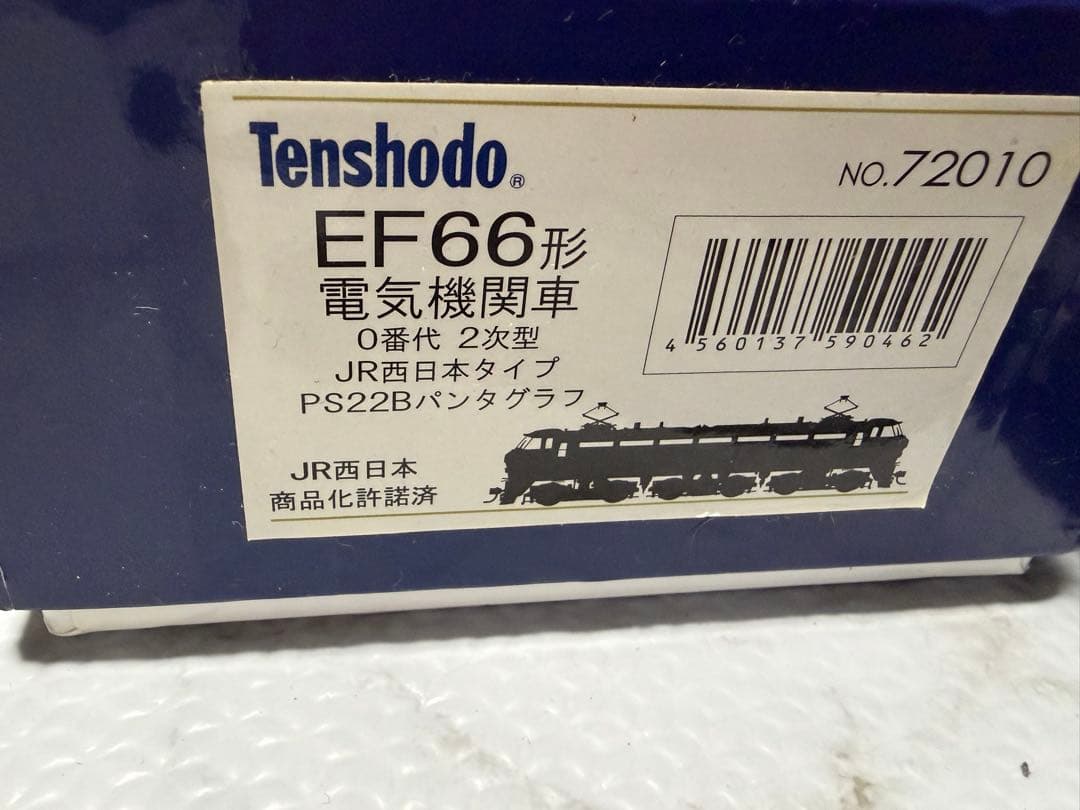 Tenshodo®
NO.72010
EF66形
電気機関車
0番代 2次型
JR西日本タイプ
PS22Bパンタグラフ
4 560137 590462
JR西日本
商品化許諾済